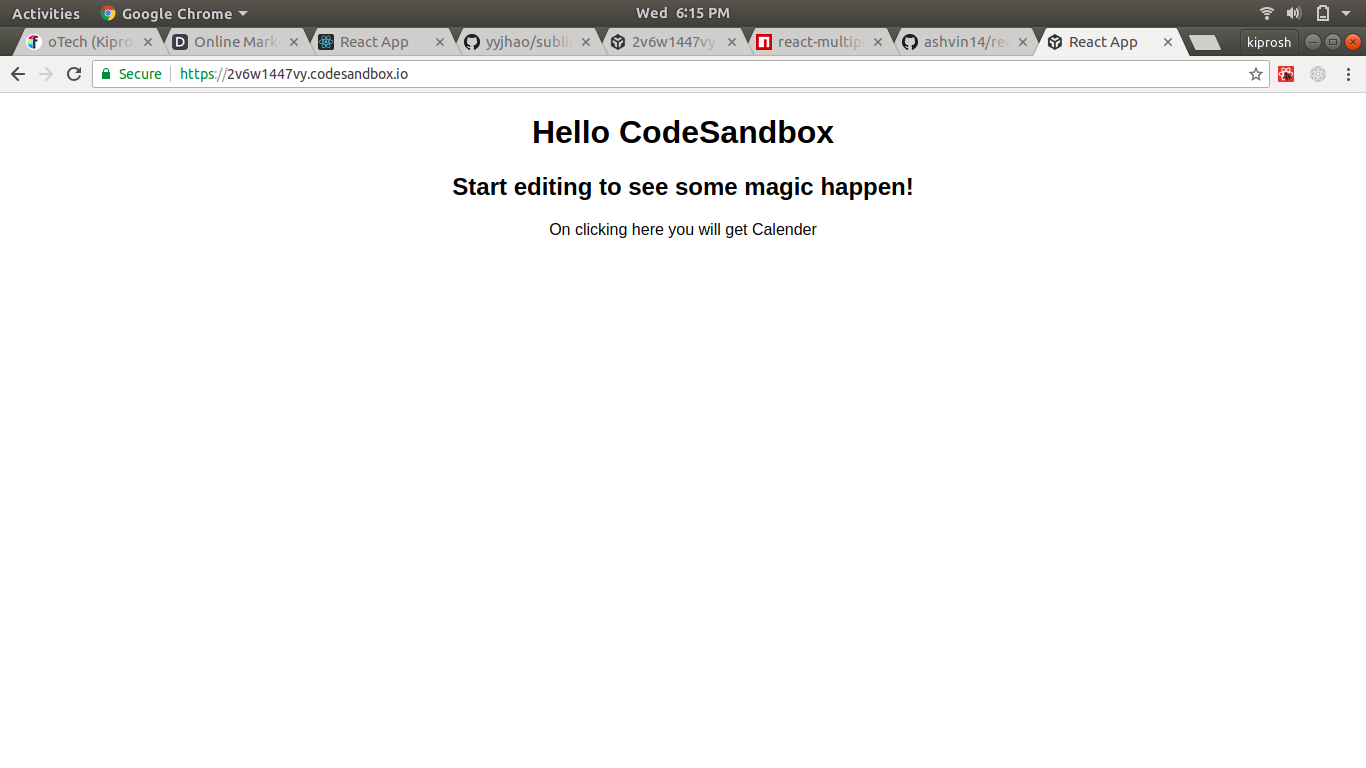 Activities Google Chrome Wed 6:15 PM
oTech (Kipro Online Mark React App yyjhao/subli 2v6w1447vy react-multip ashvin14/rea React App kiprosh
Secure https://2v6w1447vy.codesandbox.io
Hello CodeSandbox
Start editing to see some magic happen!
On clicking here you will get Calender